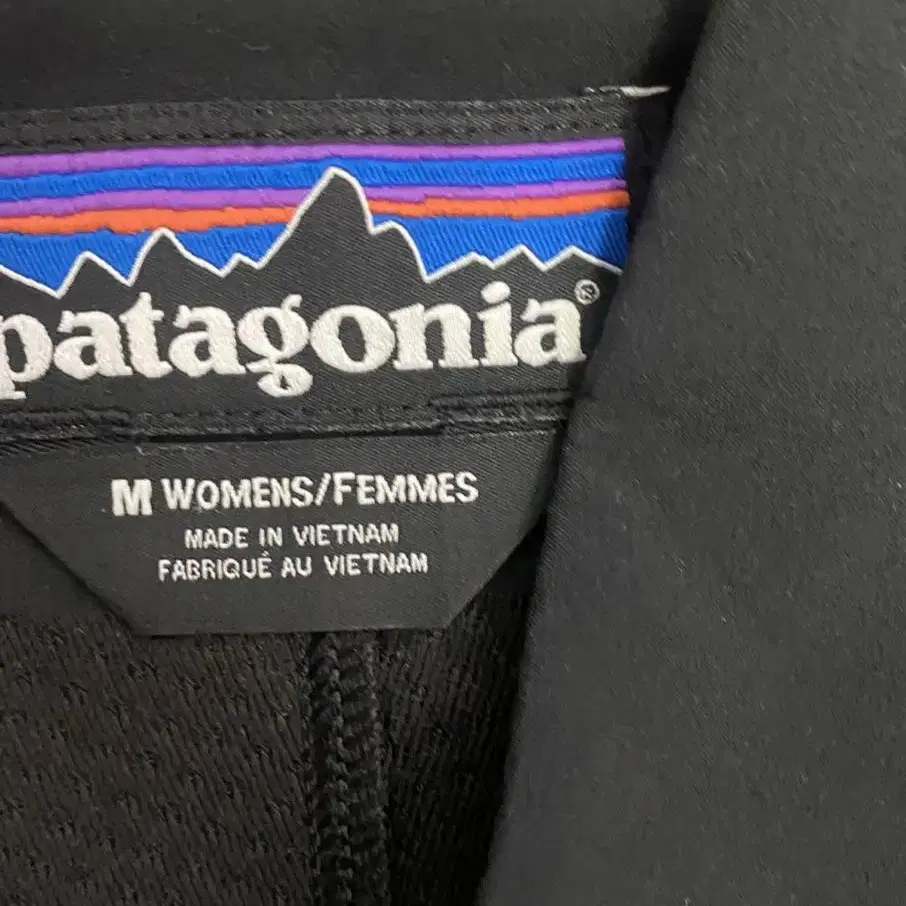 patagonia®
M WOMENS/FEMMES
MADE IN VIETNAM
FABRIQUÉ AU VIETNAM